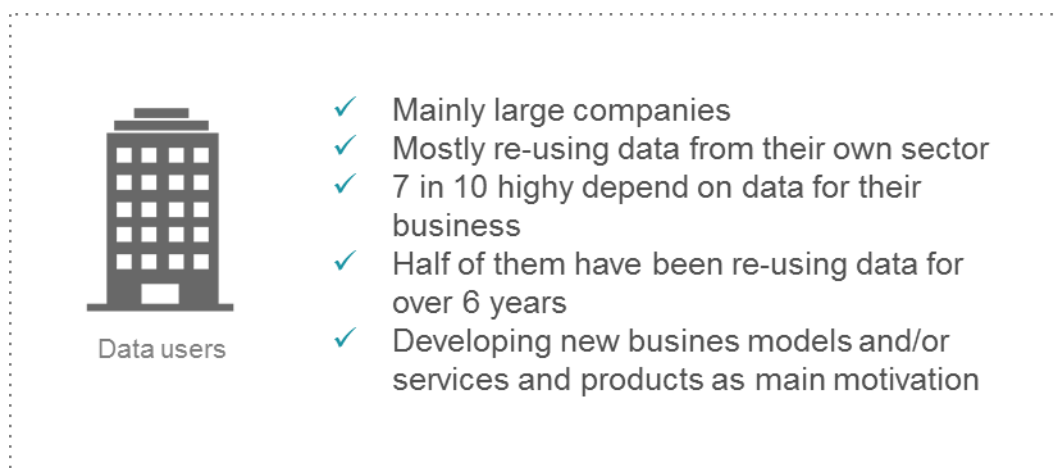 Mainly large companies
Mostly re-using data from their own sector
7 in 10 highy depend on data for their
business
Half of them have been re-using data for
over 6 years
Developing new busines models and/or
services and products as main motivation
Data users